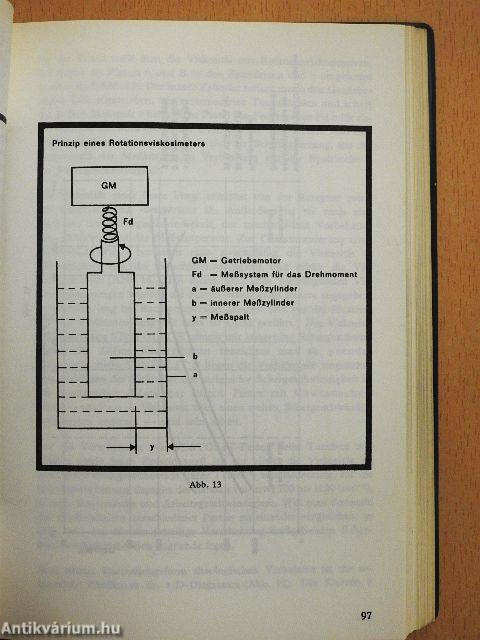 Prinzip eines Rotationsviskosimeters
GM
Fd
GM — Getriebemotor
Fd — Meßsystem für das Drehmoment
a — äußerer Meßzylinder
b — innerer Meßzylinder
y — Meßspalt
b
a
y
Abb. 13
97
Antikvárium.hu